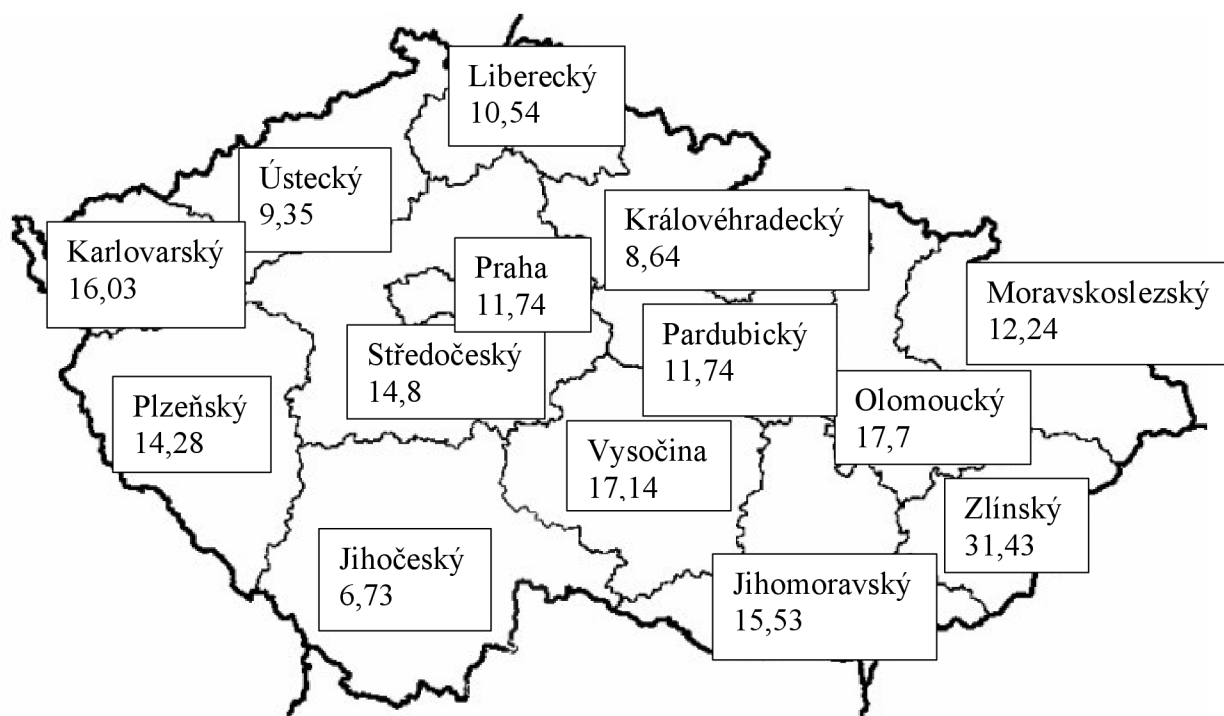 Liberecký
10,54
Ústecký
9,35
Karlovarský
16,03
Královéhradecký
8,64
Praha
11,74
Moravskoslezský
12,24
Středočeský
14,8
Pardubický
11,74
Plzeňský
14,28
Olomoucký
17,7
Vysočina
17,14
Zlínský
31,43
Jihočeský
6,73
Jihomoravský
15,53